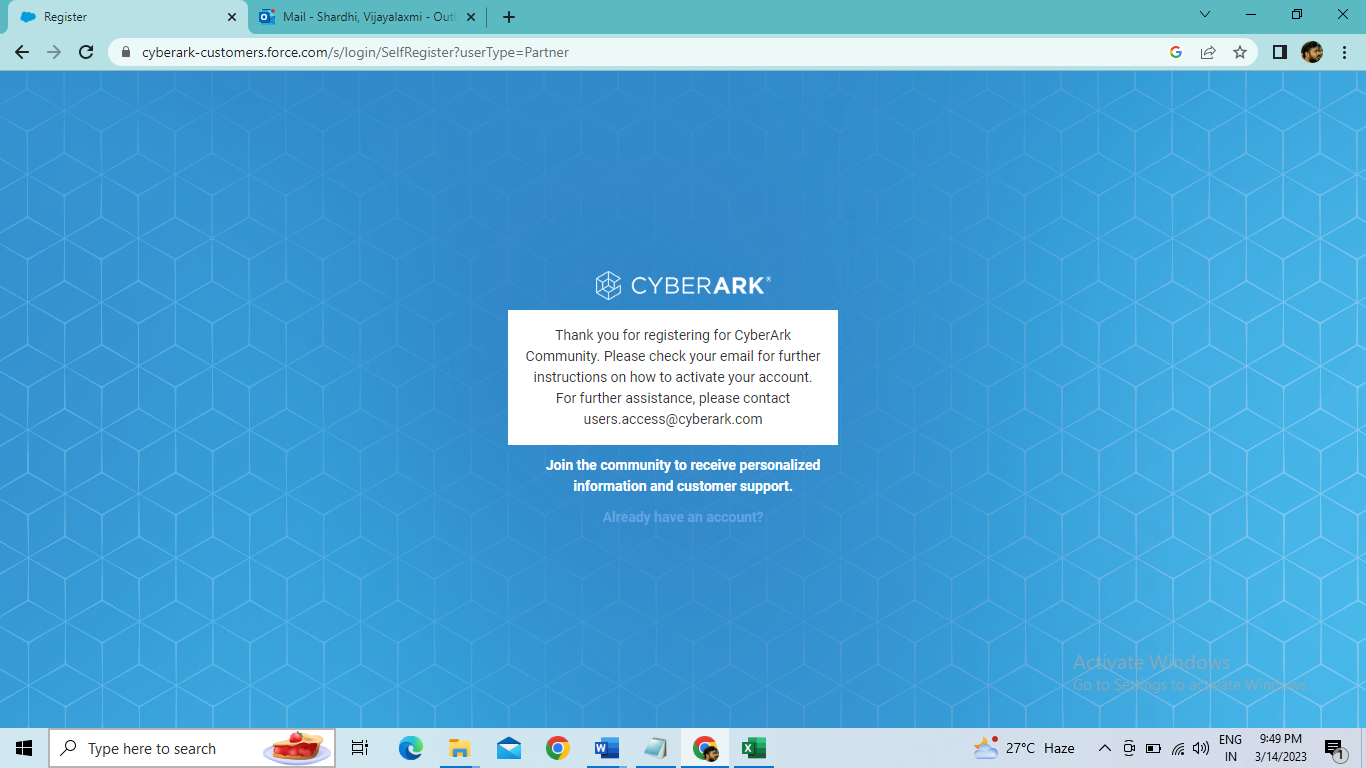 Register
Mail - Shardhi, Vijayalaxmi - Outl
cyberark-customers.force.com/s/login/SelfRegister?userType=Partner
CYBERARK®
Thank you for registering for CyberArk
Community. Please check your email for further
instructions on how to activate your account.
For further assistance, please contact
users.access@cyberark.com
Join the community to receive personalized
information and customer support.
Already have an account?
Activate Windows
Go to Settings to activate Windows.
Type here to search
27°C Haze
ENG
IN
9:49 PM
3/14/2023
1